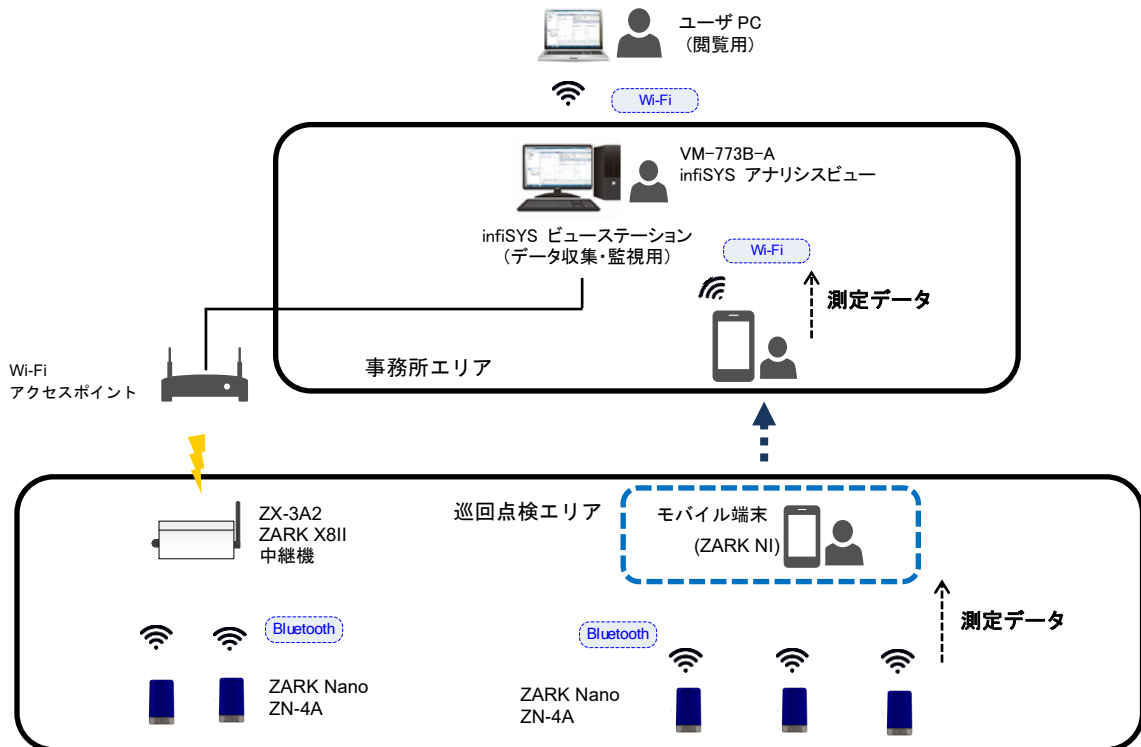 ユーザ PC
(閲覧用)
Wi-Fi
VM-773B-A
infiSYS アナリシスビュー
infiSYS ビューステーション
(データ収集・監視用)
Wi-Fi
測定データ
事務所エリア
Wi-Fi
アクセスポイント
ZX-3A2
ZARK X8II
中継機
巡回点検エリア
モバイル端末
(ZARK NI)
測定データ
Bluetooth
Bluetooth
ZARK Nano
ZN-4A
ZARK Nano
ZN-4A